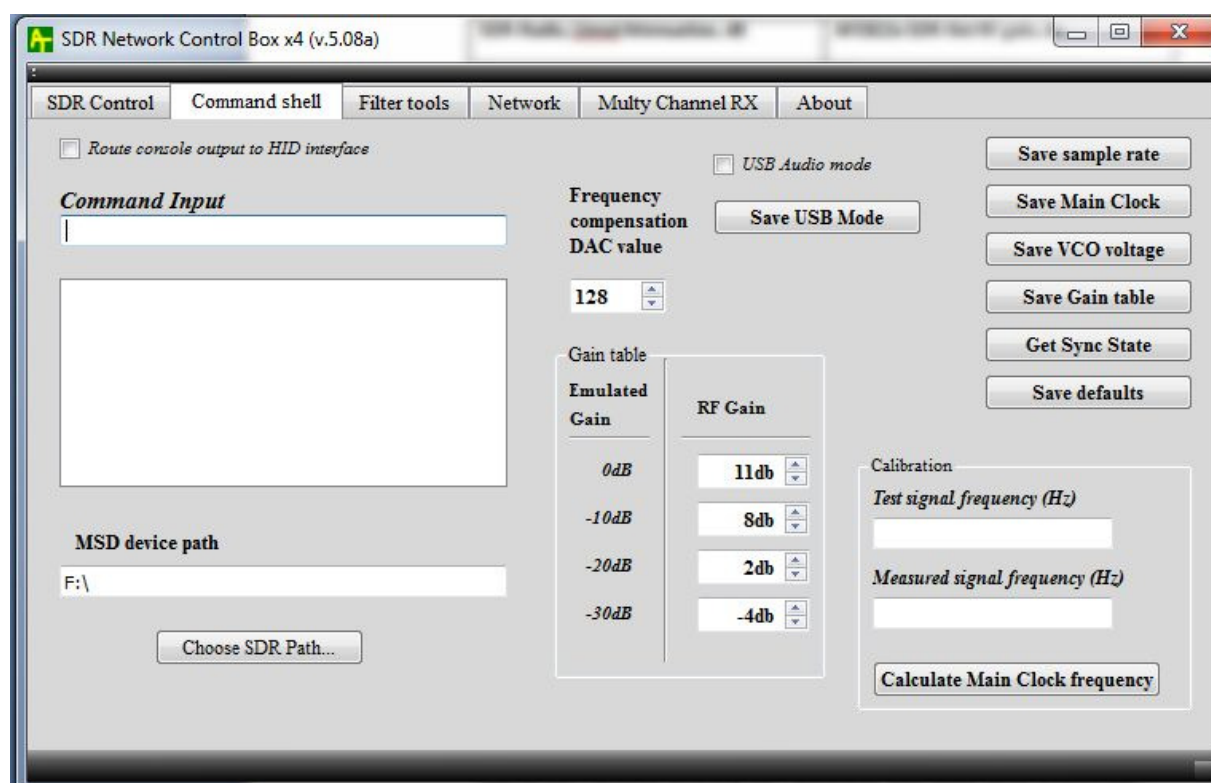 SDR Network Control Box x4 (v.5.08a)
SDR Control
Command shell
Filter tools
Network
Multy Channel RX
About
Route console output to HID interface
Command Input
MSD device path
F:\
Choose SDR Path...
Frequency
compensation
DAC value
128
USB Audio mode
Save USB Mode
Gain table
Emulated
Gain
RF Gain
0dB 11db
-10dB 8db
-20dB 2db
-30dB -4db
Save sample rate
Save Main Clock
Save VCO voltage
Save Gain table
Get Sync State
Save defaults
Calibration
Test signal frequency (Hz)
Measured signal frequency (Hz)
Calculate Main Clock frequency